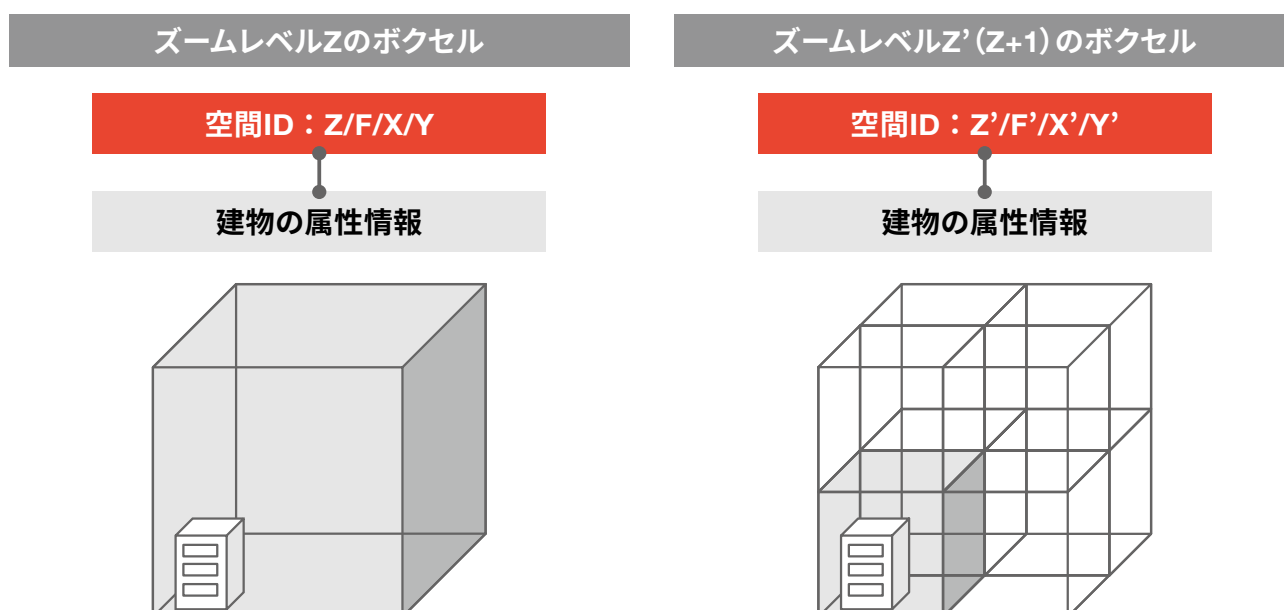 ズームレベルZのボクセル
空間ID：Z/F/X/Y
建物の属性情報
ズームレベルZ’（Z+1）のボクセル
空間ID：Z’/F’/X’/Y’
建物の属性情報